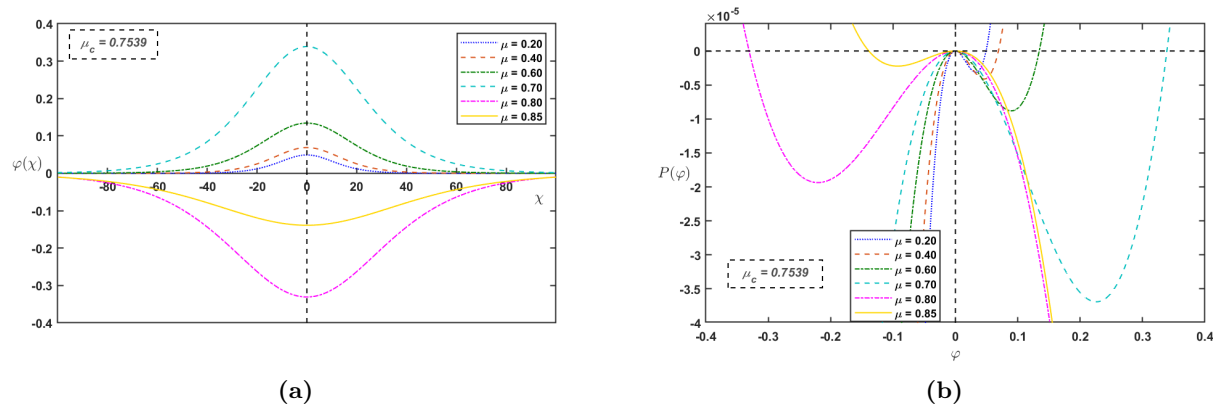 0.4
0.3
0.2
0.1
0
-0.1
-0.2
-0.3
-0.4
φ(χ)
-80 -60 -40 -20 0 20 40 60 80
χ
μc = 0.7539
μ = 0.20
μ = 0.40
μ = 0.60
μ = 0.70
μ = 0.80
μ = 0.85
(a)
×10⁻⁵
0
-0.5
-1
-1.5
-2
-2.5
-3
-3.5
-4
P(φ)
-0.4 -0.3 -0.2 -0.1 0 0.1 0.2 0.3 0.4
φ
μc = 0.7539
μ = 0.20
μ = 0.40
μ = 0.60
μ = 0.70
μ = 0.80
μ = 0.85
(b)